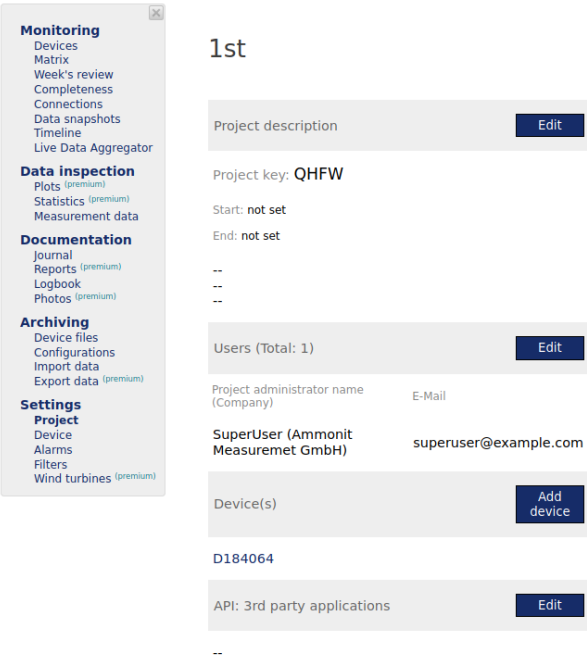 Monitoring
Devices
Matrix
Week's review
Completeness
Connections
Data snapshots
Timeline
Live Data Aggregator
Data inspection
Plots (premium)
Statistics (premium)
Measurement data
Documentation
Journal
Reports (premium)
Logbook
Photos (premium)
Archiving
Device files
Configurations
Import data
Export data (premium)
Settings
Project
Device
Alarms
Filters
Wind turbines (premium)
1st
Project description
Edit
Project key: QHFW
Start: not set
End: not set
--
--
--
Users (Total: 1)
Edit
Project administrator name
(Company)
E-Mail
SuperUser (Ammonit
Measuremet GmbH)
superuser@example.com
Device(s)
Add
device
D184064
API: 3rd party applications
Edit
--